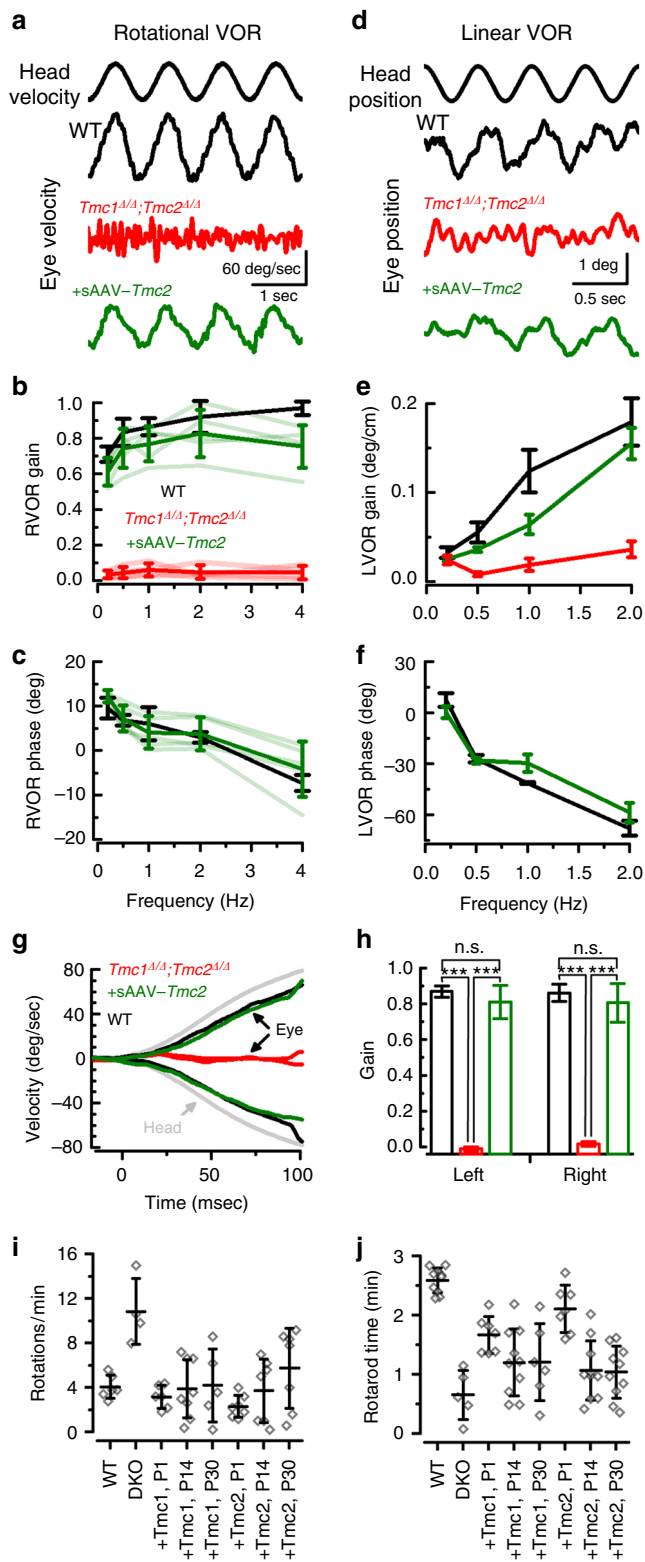 a
Rotational VOR
Head
velocity
WT
Eye velocity
Tmc1Δ/Δ;Tmc2Δ/Δ
60 deg/sec
1 sec
+sAAV–Tmc2
d
Linear VOR
Head
position
WT
Eye position
Tmc1Δ/Δ;Tmc2Δ/Δ
1 deg
0.5 sec
+sAAV–Tmc2
b
RVOR gain
1.0
0.8
0.6
0.4
0.2
0.0
WT
Tmc1Δ/Δ;Tmc2Δ/Δ
+sAAV–Tmc2
0 1 2 3 4
e
LVOR gain (deg/cm)
0.2
0.1
0.0
0.0 0.5 1.0 1.5 2.0
c
RVOR phase (deg)
20
10
0
−10
−20
0 1 2 3 4
Frequency (Hz)
f
LVOR phase (deg)
30
0
−30
−60
0.0 0.5 1.0 1.5 2.0
Frequency (Hz)
g
Velocity (deg/sec)
80
40
0
−40
−80
Tmc1Δ/Δ;Tmc2Δ/Δ
+sAAV–Tmc2
WT
Eye
Head
0 50 100
Time (msec)
h
Gain
1.0
0.8
0.6
0.4
0.2
0.0
n.s.
*** ***
n.s.
*** ***
Left Right
i
Rotations/min
16
12
8
4
0
WT
DKO
+Tmc1, P1
+Tmc1, P14
+Tmc1, P30
+Tmc2, P1
+Tmc2, P14
+Tmc2, P30
j
Rotarod time (min)
3
2
1
0
WT
DKO
+Tmc1, P1
+Tmc1, P14
+Tmc1, P30
+Tmc2, P1
+Tmc2, P14
+Tmc2, P30